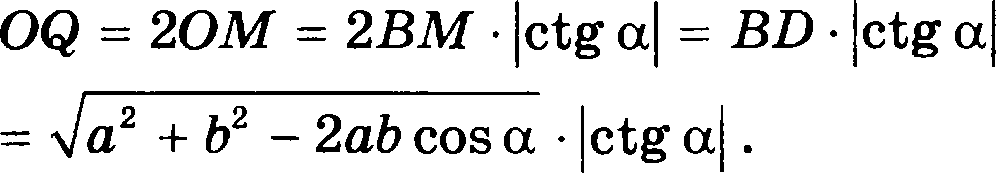 OQ = 2OM = 2BM · |ctg α| = BD · |ctg α|
= √(a² + b² − 2ab cos α) · |ctg α| .